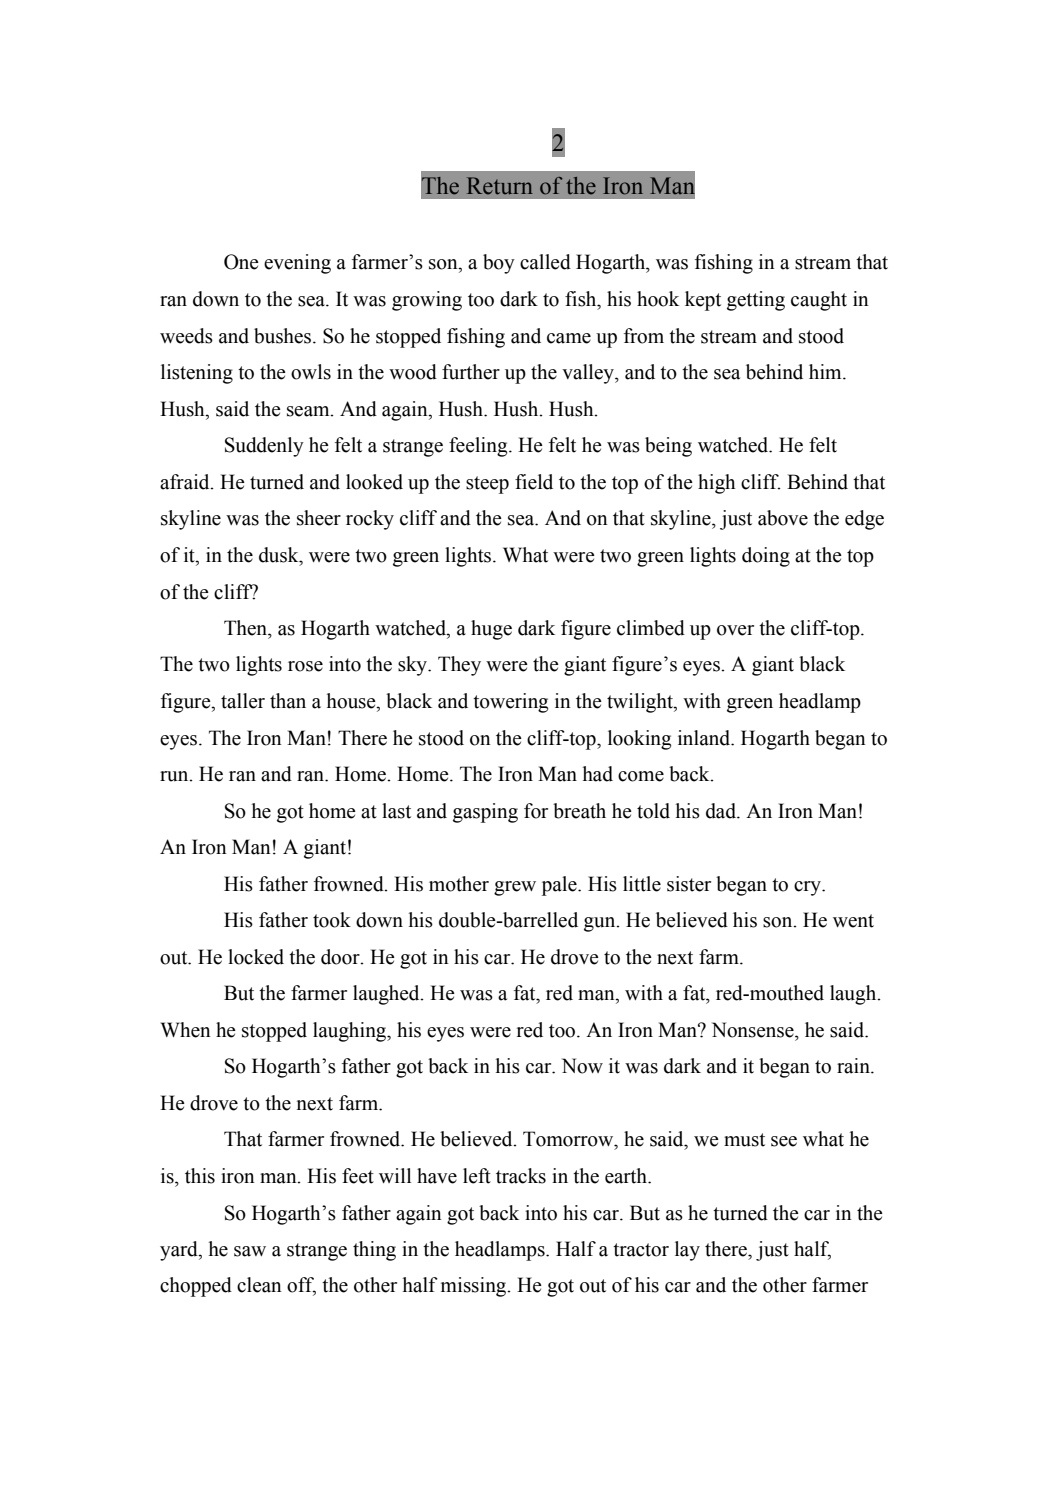 2
The Return of the Iron Man
One evening a farmer’s son, a boy called Hogarth, was fishing in a stream that
ran down to the sea. It was growing too dark to fish, his hook kept getting caught in
weeds and bushes. So he stopped fishing and came up from the stream and stood
listening to the owls in the wood further up the valley, and to the sea behind him.
Hush, said the seam. And again, Hush. Hush. Hush.
Suddenly he felt a strange feeling. He felt he was being watched. He felt
afraid. He turned and looked up the steep field to the top of the high cliff. Behind that
skyline was the sheer rocky cliff and the sea. And on that skyline, just above the edge
of it, in the dusk, were two green lights. What were two green lights doing at the top
of the cliff?
Then, as Hogarth watched, a huge dark figure climbed up over the cliff-top.
The two lights rose into the sky. They were the giant figure’s eyes. A giant black
figure, taller than a house, black and towering in the twilight, with green headlamp
eyes. The Iron Man! There he stood on the cliff-top, looking inland. Hogarth began to
run. He ran and ran. Home. Home. The Iron Man had come back.
So he got home at last and gasping for breath he told his dad. An Iron Man!
An Iron Man! A giant!
His father frowned. His mother grew pale. His little sister began to cry.
His father took down his double-barrelled gun. He believed his son. He went
out. He locked the door. He got in his car. He drove to the next farm.
But the farmer laughed. He was a fat, red man, with a fat, red-mouthed laugh.
When he stopped laughing, his eyes were red too. An Iron Man? Nonsense, he said.
So Hogarth’s father got back in his car. Now it was dark and it began to rain.
He drove to the next farm.
That farmer frowned. He believed. Tomorrow, he said, we must see what he
is, this iron man. His feet will have left tracks in the earth.
So Hogarth’s father again got back into his car. But as he turned the car in the
yard, he saw a strange thing in the headlamps. Half a tractor lay there, just half,
chopped clean off, the other half missing. He got out of his car and the other farmer